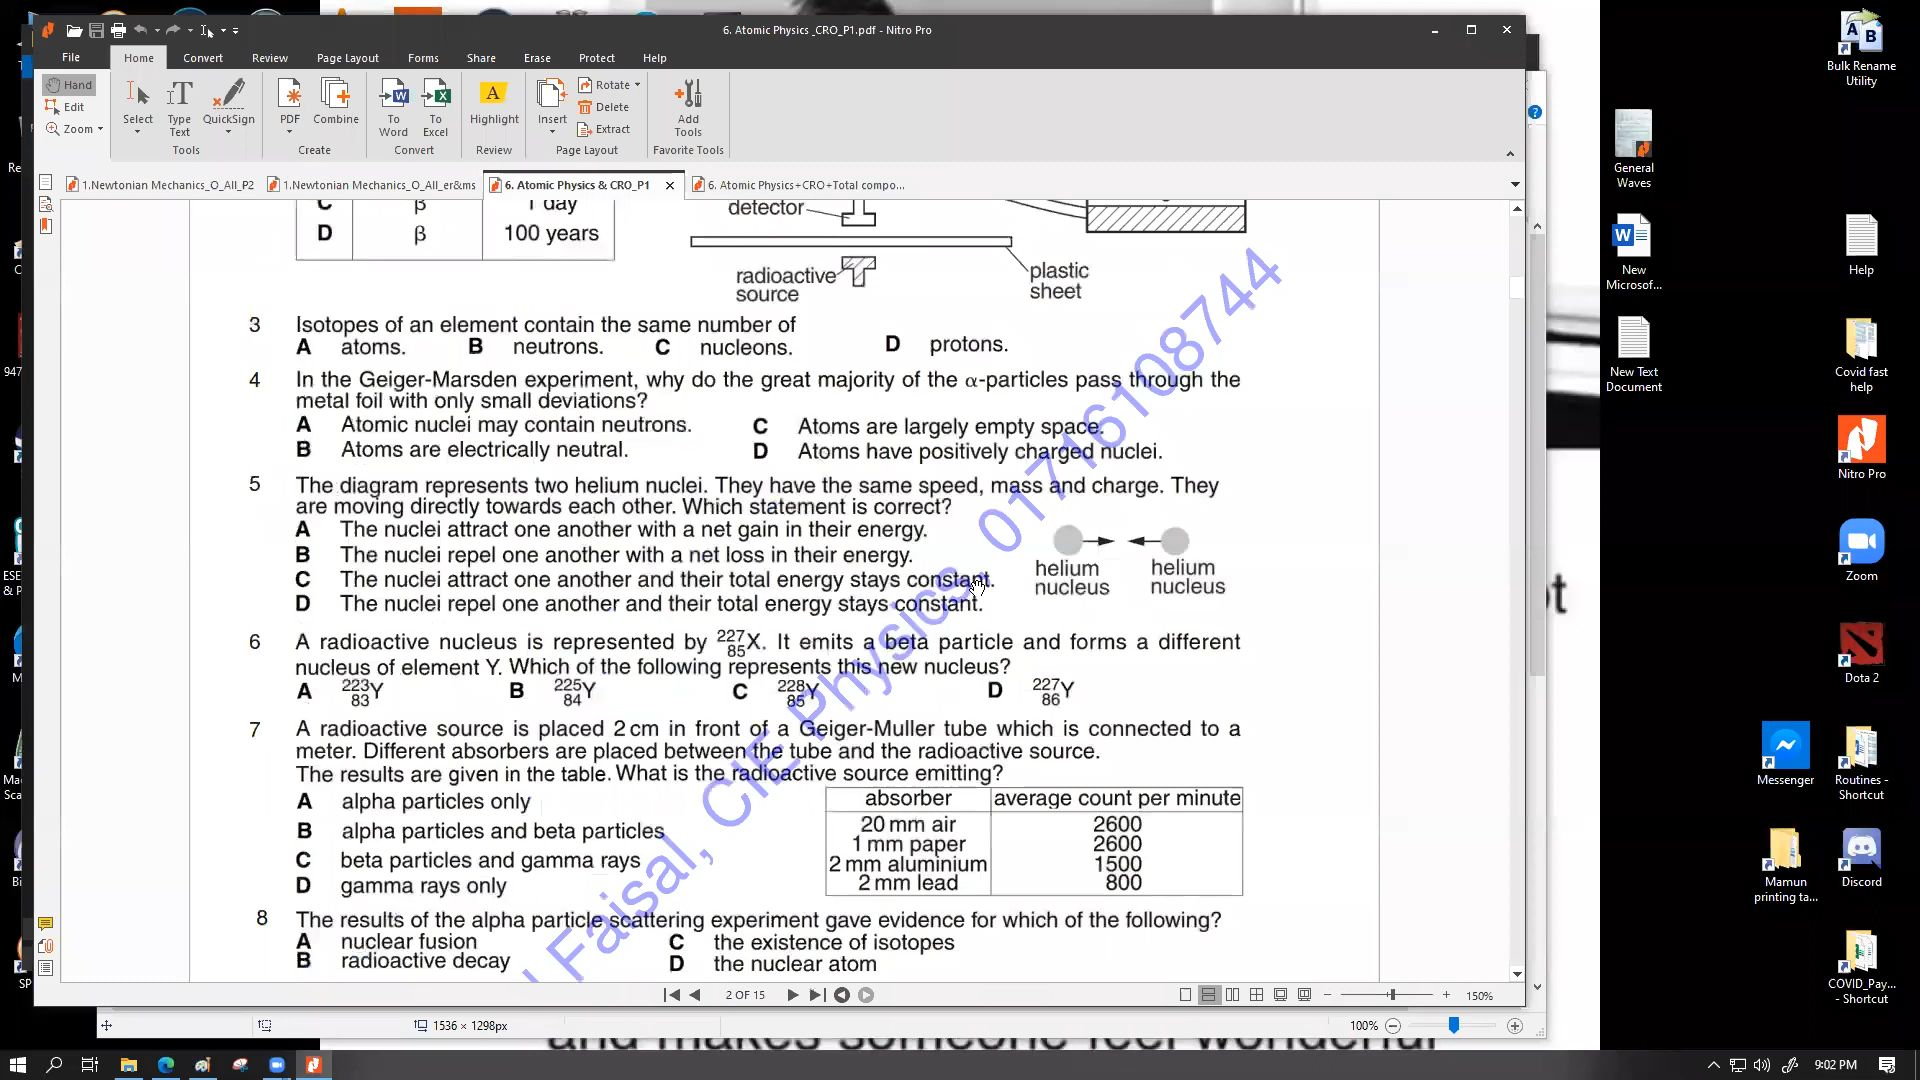 6. Atomic Physics _CRO_P1.pdf - Nitro Pro
File Home Convert Review Page Layout Forms Share Erase Protect Help
Hand
Edit
Zoom
Select
Type Text
QuickSign
Tools
PDF
Combine
Create
To Word
To Excel
Convert
Highlight
Review
Insert
Rotate
Delete
Extract
Page Layout
Add Tools
Favorite Tools
1.Newtonian Mechanics_O_All_P2
1.Newtonian Mechanics_O_All_er&ms
6. Atomic Physics & CRO_P1
6. Atomic Physics+CRO+Total compo...
C β 1 day
D β 100 years
detector
radioactive source
plastic sheet
3 Isotopes of an element contain the same number of
A atoms. B neutrons. C nucleons. D protons.
4 In the Geiger-Marsden experiment, why do the great majority of the α-particles pass through the
metal foil with only small deviations?
A Atomic nuclei may contain neutrons. C Atoms are largely empty space.
B Atoms are electrically neutral. D Atoms have positively charged nuclei.
5 The diagram represents two helium nuclei. They have the same speed, mass and charge. They
are moving directly towards each other. Which statement is correct?
A The nuclei attract one another with a net gain in their energy.
B The nuclei repel one another with a net loss in their energy.
C The nuclei attract one another and their total energy stays constant.
D The nuclei repel one another and their total energy stays constant.
helium nucleus
helium nucleus
6 A radioactive nucleus is represented by 227 85 X. It emits a beta particle and forms a different
nucleus of element Y. Which of the following represents this new nucleus?
A 223 83 Y B 225 84 Y C 228 85 Y D 227 86 Y
7 A radioactive source is placed 2 cm in front of a Geiger-Muller tube which is connected to a
meter. Different absorbers are placed between the tube and the radioactive source.
The results are given in the table. What is the radioactive source emitting?
A alpha particles only
B alpha particles and beta particles
C beta particles and gamma rays
D gamma rays only
absorber average count per minute
20 mm air 2600
1 mm paper 2600
2 mm aluminium 1500
2 mm lead 800
8 The results of the alpha particle scattering experiment gave evidence for which of the following?
A nuclear fusion C the existence of isotopes
B radioactive decay D the nuclear atom
Faisal, CIE Physics, 01716108744
2 OF 15
150%
1536 × 1298px
100%
and makes someone feel wonderful
Bulk Rename Utility
General Waves
New Microsof...
Help
New Text Document
Covid fast help
Nitro Pro
Zoom
Dota 2
Messenger
Routines - Shortcut
Mamun printing ta...
Discord
COVID_Pay... - Shortcut
9:02 PM